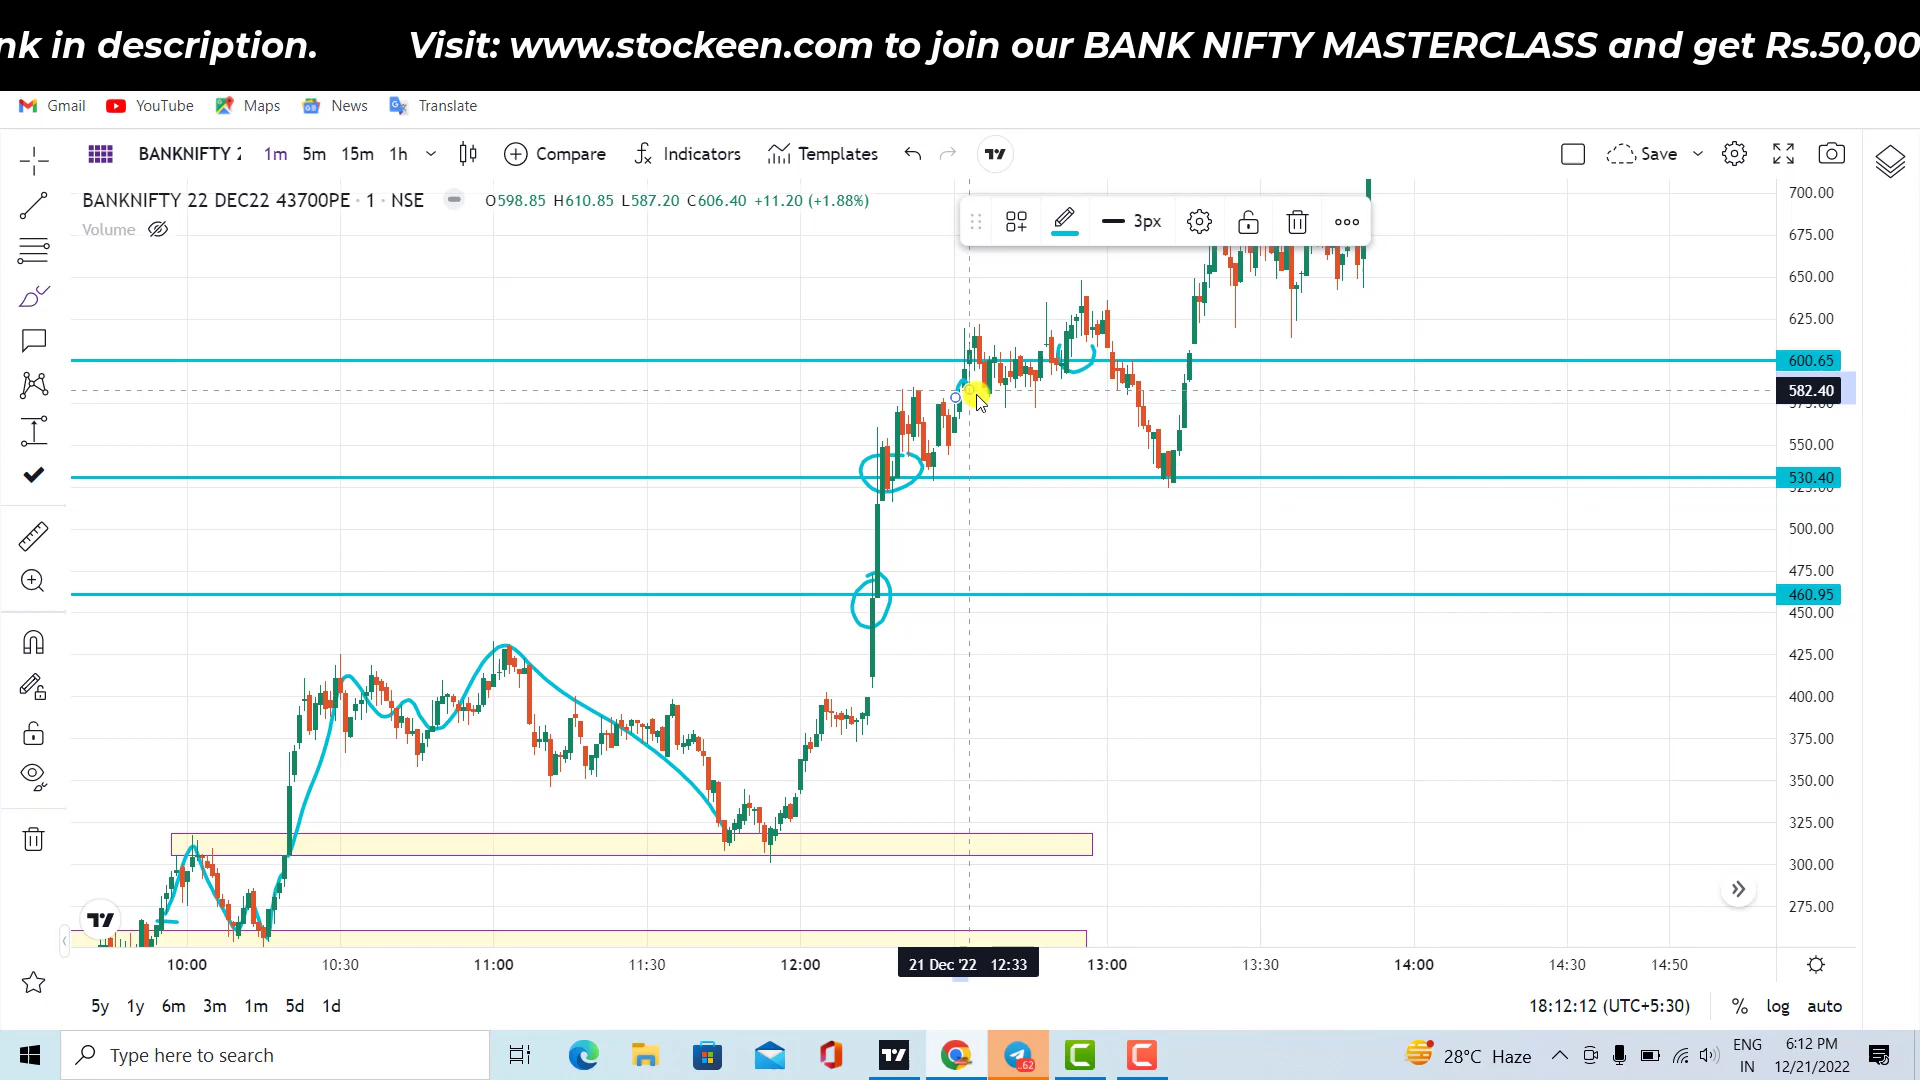 nk in description. Visit: www.stockeen.com to join our BANK NIFTY MASTERCLASS and get Rs.50,00
Gmail YouTube Maps News Translate
BANKNIFTY 2 1m 5m 15m 1h Compare Indicators Templates Save
BANKNIFTY 22 DEC22 43700PE · 1 · NSE O598.85 H610.85 L587.20 C606.40 +11.20 (+1.88%)
Volume
3px
700.00
675.00
650.00
625.00
600.65
582.40
550.00
530.40
500.00
475.00
460.95
450.00
425.00
400.00
375.00
350.00
325.00
300.00
275.00
10:00 10:30 11:00 11:30 12:00 21 Dec '22 12:33 13:00 13:30 14:00 14:30 14:50
5y 1y 6m 3m 1m 5d 1d 18:12:12 (UTC+5:30) % log auto
Type here to search
62
28°C Haze
ENG
IN
6:12 PM
12/21/2022